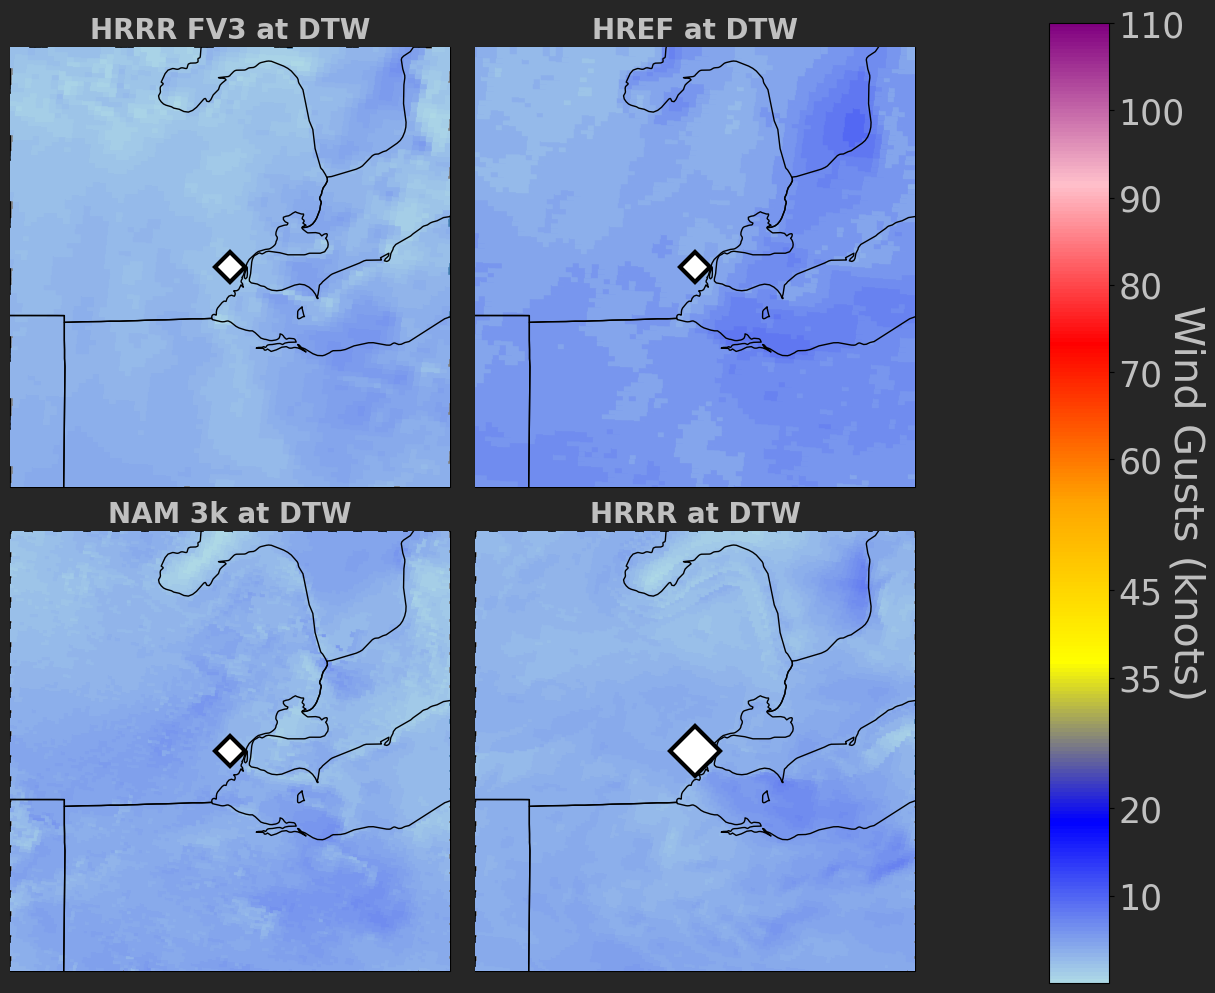 HRRR FV3 at DTW
HREF at DTW
NAM 3k at DTW
HRRR at DTW
110
100
90
80
70
60
45
35
20
10
Wind Gusts (knots)